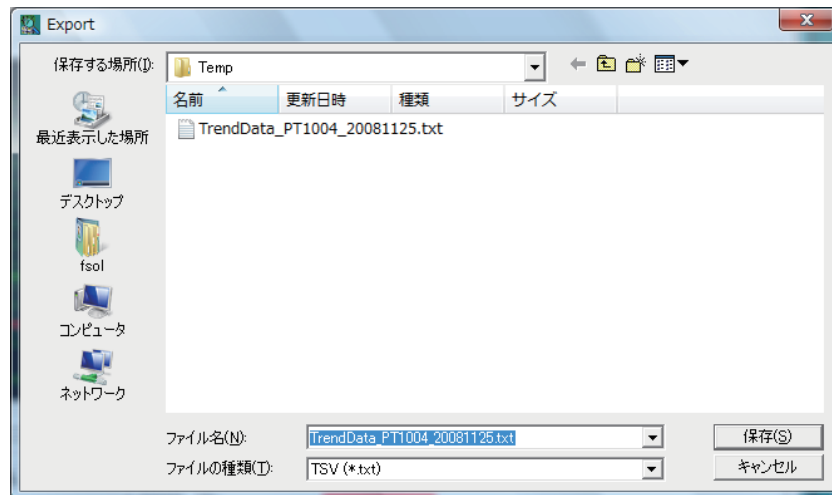 Export
保存する場所(I):
Temp
名前
更新日時
種類
サイズ
TrendData_PT1004_20081125.txt
最近表示した場所
デスクトップ
fsol
コンピュータ
ネットワーク
ファイル名(N):
TrendData_PT1004_20081125.txt
保存(S)
ファイルの種類(T):
TSV (*.txt)
キャンセル